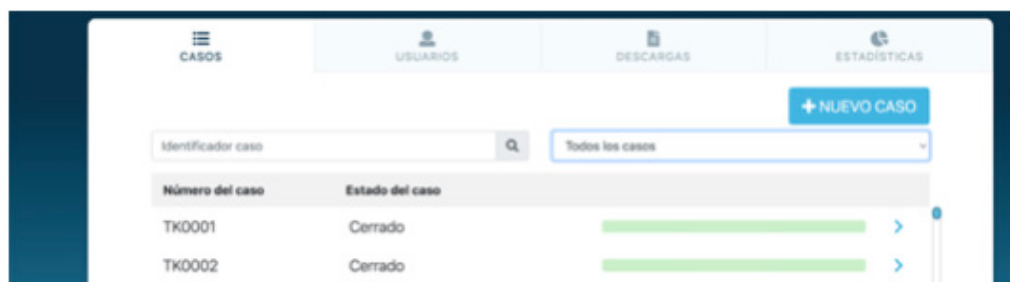 CASOS USUARIOS DESCARGAS ESTADÍSTICAS
+ NUEVO CASO
Identificador caso Todos los casos
Número del caso Estado del caso
TK0001 Cerrado
TK0002 Cerrado